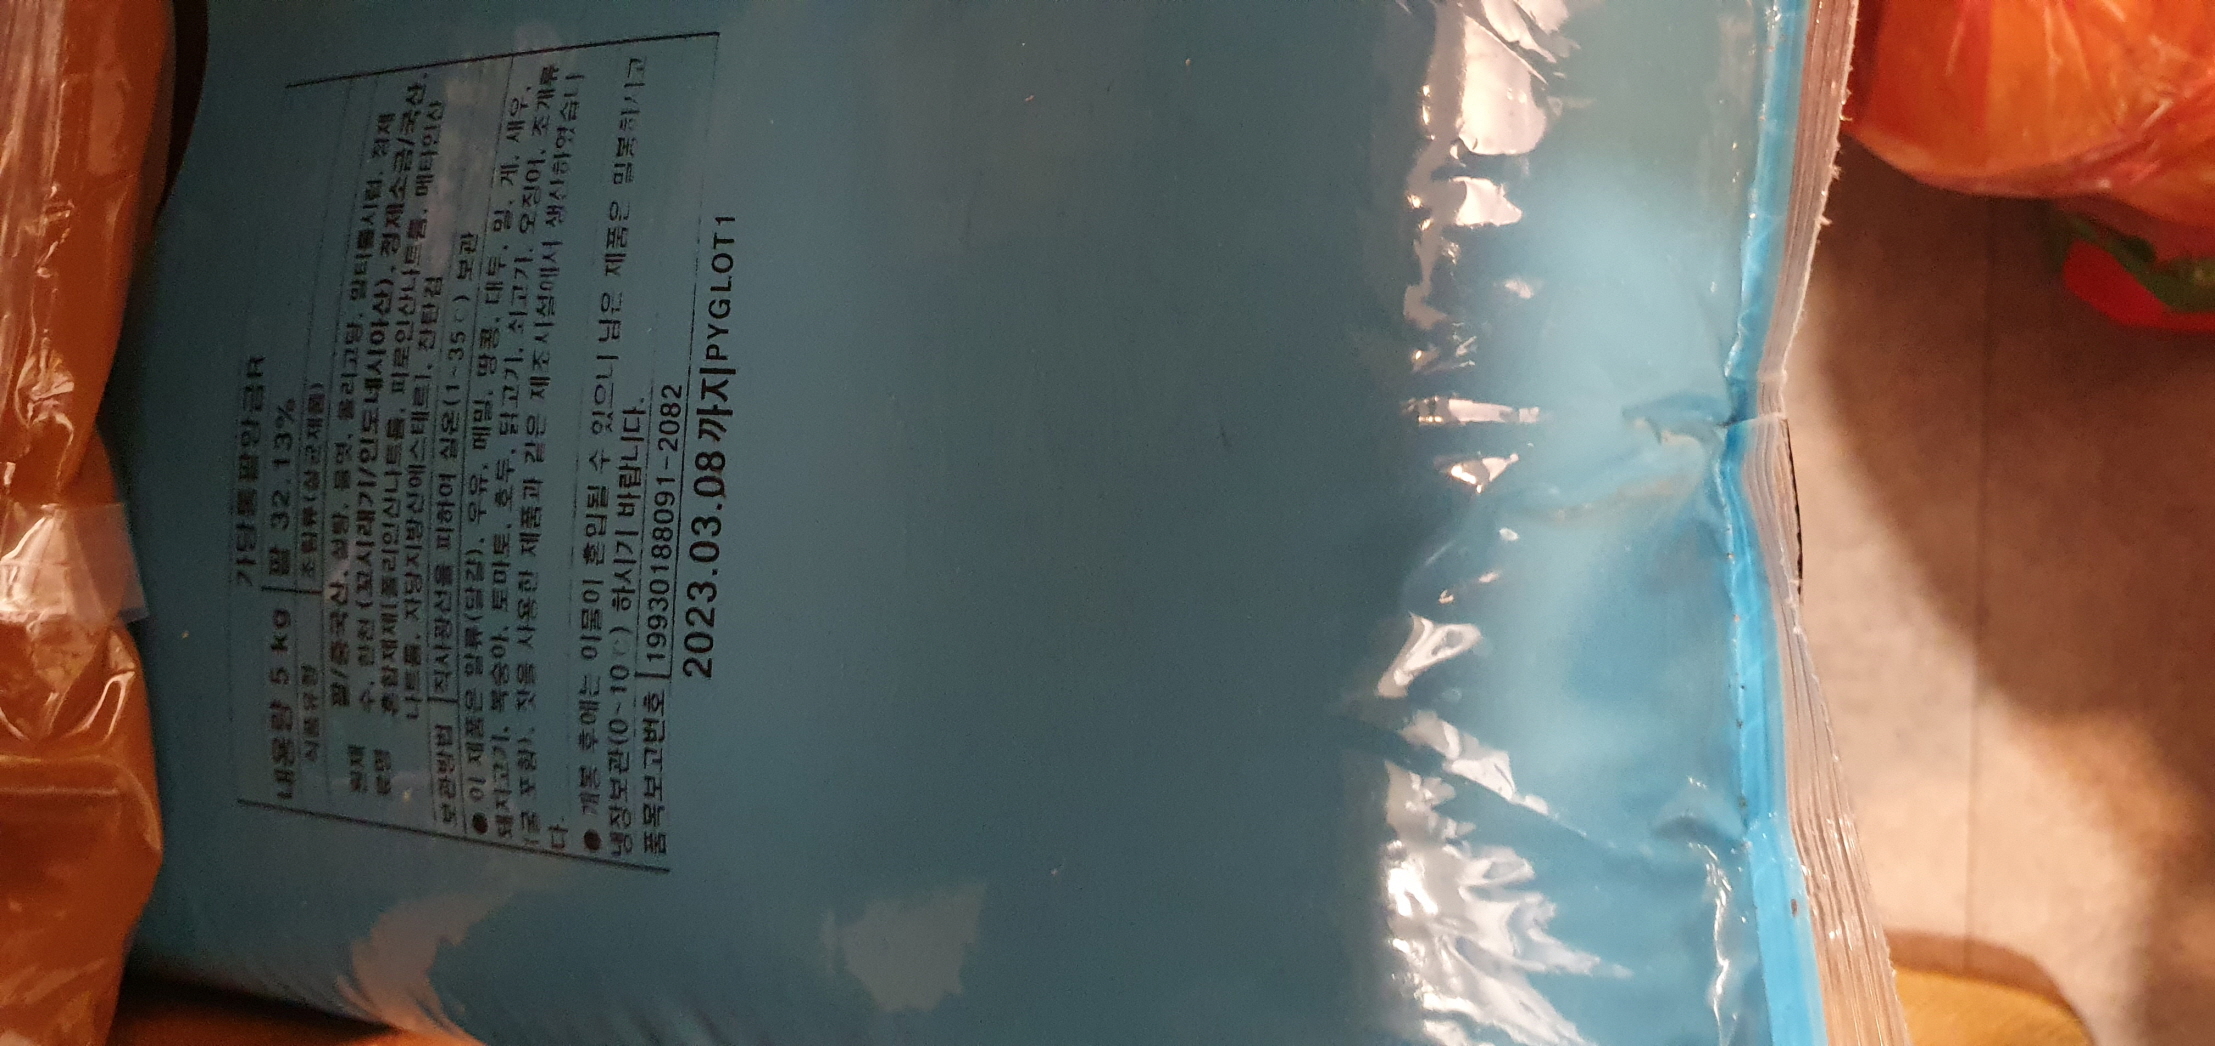 가당통팥앙금R
내용량 5 kg 팥 32.13%
식품유형 조림류(살균제품)
원재료명 팥/중국산, 설탕, 물엿, 올리고당, 말티톨시럽, 정제
수, 한천(꼬시래기/인도네시아산), 정제소금/국산,
혼합제제[폴리인산나트륨, 피로인산나트륨, 메타인산
나트륨, 자당지방산에스테르], 잔탄검
보관방법 직사광선을 피하여 실온(1~35℃)보관
● 이 제품은 알류(달걀), 우유, 메밀, 땅콩, 대두, 밀, 게, 새우,
돼지고기, 복숭아, 토마토, 호두, 닭고기, 쇠고기, 오징어, 조개류
(굴 포함), 잣을 사용한 제품과 같은 제조시설에서 생산하였습니
다.
● 개봉 후에는 이물이 혼입될 수 있으니 남은 제품은 밀봉하시고
냉장보관(0~10℃)하시기 바랍니다.
품목보고번호 19930188091-2082
2023.03.08까지PYGLOT1